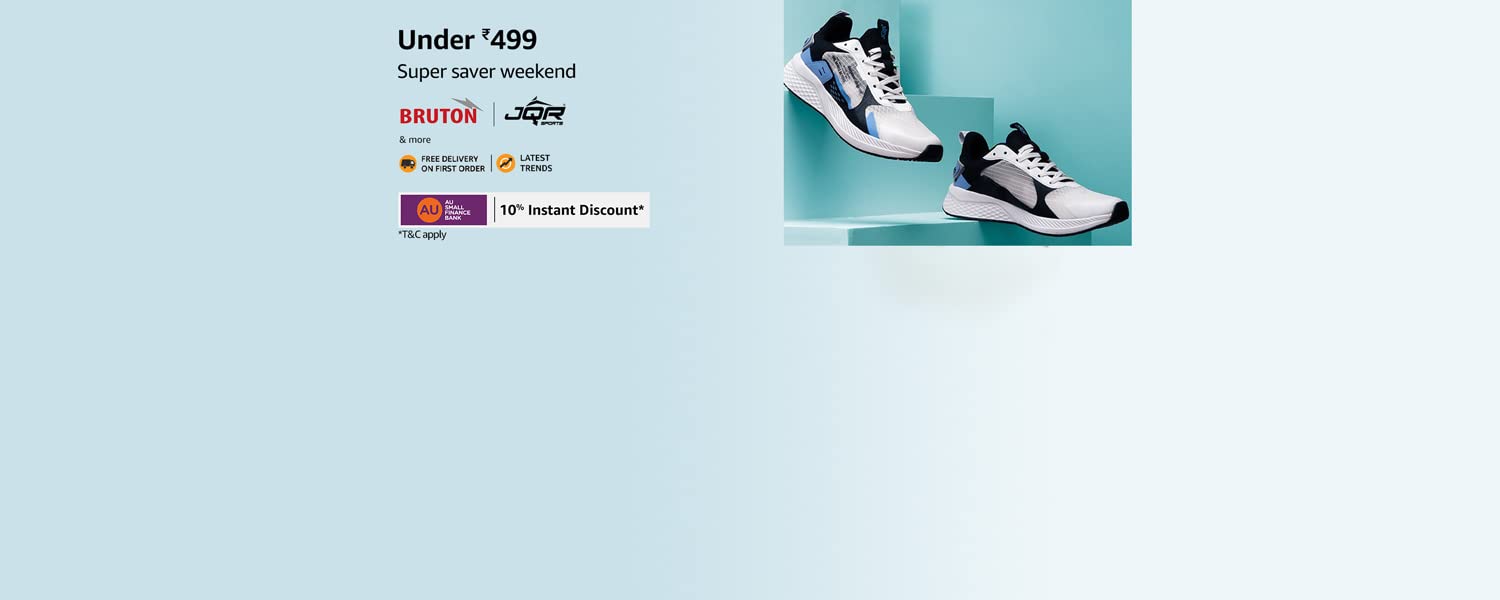 Under ₹499
Super saver weekend
BRUTON | JQR SPORTS
& more
FREE DELIVERY ON FIRST ORDER | LATEST TRENDS
AU AU SMALL FINANCE BANK | 10% Instant Discount*
*T&C apply